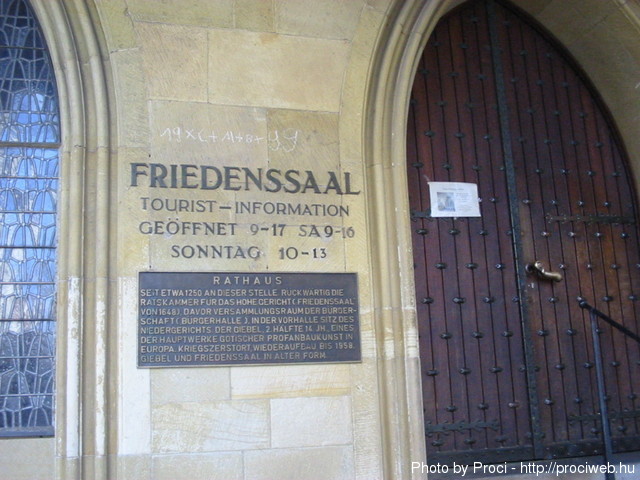 19*C+M+B+99
FRIEDENSSAAL
TOURIST-INFORMATION
GEÖFFNET 9-17 SA 9-16
SONNTAG 10-13
RATHAUS
SEIT ETWA 1250 AN DIESER STELLE. RÜCKWÄRTIG DIE
RATSKAMMER FÜR DAS HOHE GERICHT (FRIEDENSSAAL
VON 1648). DAVOR VERSAMMLUNGSRAUM DER BÜRGER-
SCHAFT (BÜRGERHALLE). IN DER VORHALLE SITZ DES
NIEDERGERICHTS. DER GIEBEL, 2. HÄLFTE 14. JH., EINES
DER HAUPTWERKE GOTISCHER PROFANBAUKUNST IN
EUROPA. KRIEGSZERSTÖRT, WIEDERAUFBAU BIS 1958.
GIEBEL UND FRIEDENSSAAL IN ALTER FORM.
Photo by Proci - http://prociweb.hu